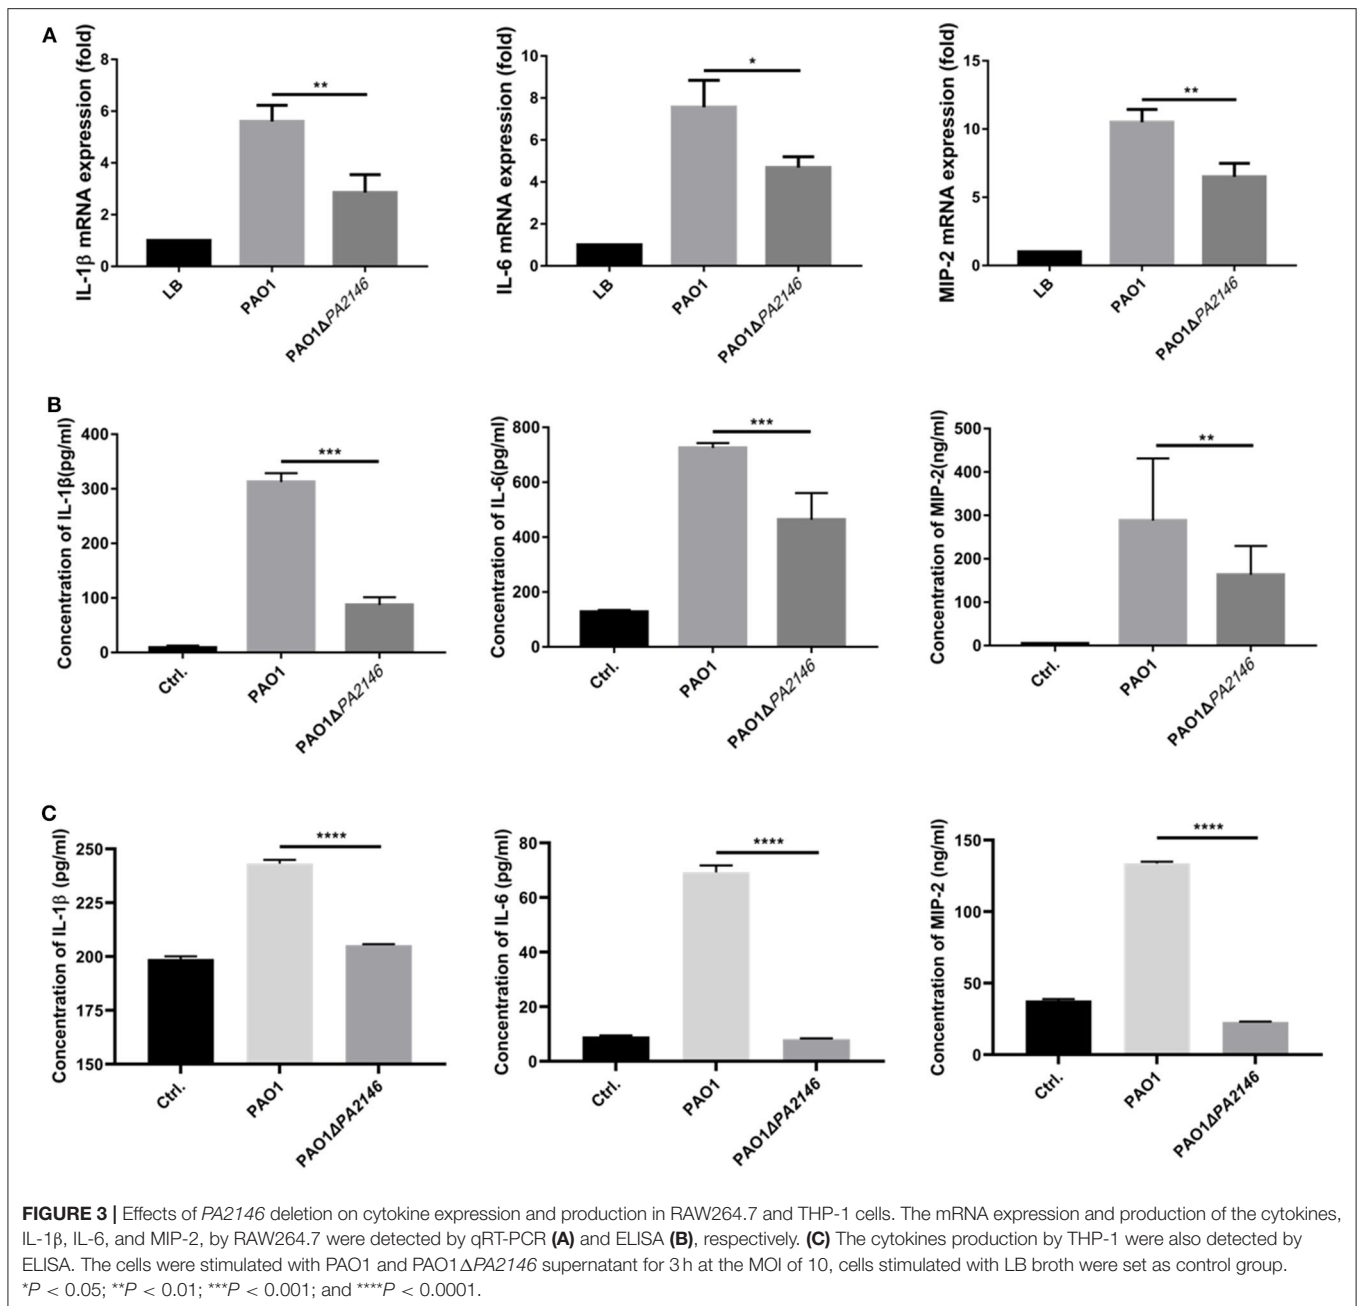 A
IL-1β mRNA expression (fold)
8
6
4
2
0
**
LB
PAO1
PAO1ΔPA2146
IL-6 mRNA expression (fold)
10
8
6
4
2
0
*
LB
PAO1
PAO1ΔPA2146
MIP-2 mRNA expression (fold)
15
10
5
0
**
LB
PAO1
PAO1ΔPA2146
B
Concentration of IL-1β(pg/ml)
400
300
200
100
0
***
Ctrl.
PAO1
PAO1ΔPA2146
Concentration of IL-6(pg/ml)
800
600
400
200
0
***
Ctrl.
PAO1
PAO1ΔPA2146
Concentration of MIP-2(ng/ml)
500
400
300
200
100
0
**
Ctrl.
PAO1
PAO1ΔPA2146
C
Concentration of IL-1β (pg/ml)
250
225
200
175
150
****
Ctrl.
PAO1
PAO1ΔPA2146
Concentration of IL-6 (pg/ml)
80
60
40
20
0
****
Ctrl.
PAO1
PAO1ΔPA2146
Concentration of MIP-2 (ng/ml)
150
100
50
0
****
Ctrl.
PAO1
PAO1ΔPA2146
FIGURE 3 | Effects of PA2146 deletion on cytokine expression and production in RAW264.7 and THP-1 cells. The mRNA expression and production of the cytokines,
IL-1β, IL-6, and MIP-2, by RAW264.7 were detected by qRT-PCR (A) and ELISA (B), respectively. (C) The cytokines production by THP-1 were also detected by
ELISA. The cells were stimulated with PAO1 and PAO1ΔPA2146 supernatant for 3 h at the MOI of 10, cells stimulated with LB broth were set as control group.
*P < 0.05; **P < 0.01; ***P < 0.001; and ****P < 0.0001.